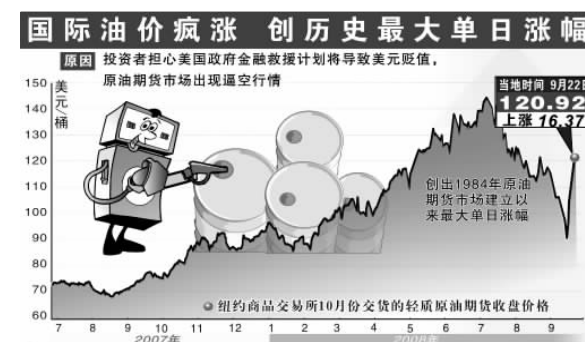 国际油价疯涨 创历史最大单日涨幅
原因 投资者担心美国政府金融救援计划将导致美元贬值，
原油期货市场出现逼空行情
美元/桶
150
140
130
120
110
100
90
80
70
60
当地时间 9月22日
120.92
上涨 16.37
创出1984年原油
期货市场建立以
来最大单日涨幅
纽约商品交易所10月份交货的轻质原油期货收盘价格
7 8 9 10 11 12 1 2 3 4 5 6 7 8 9
2007年 2008年